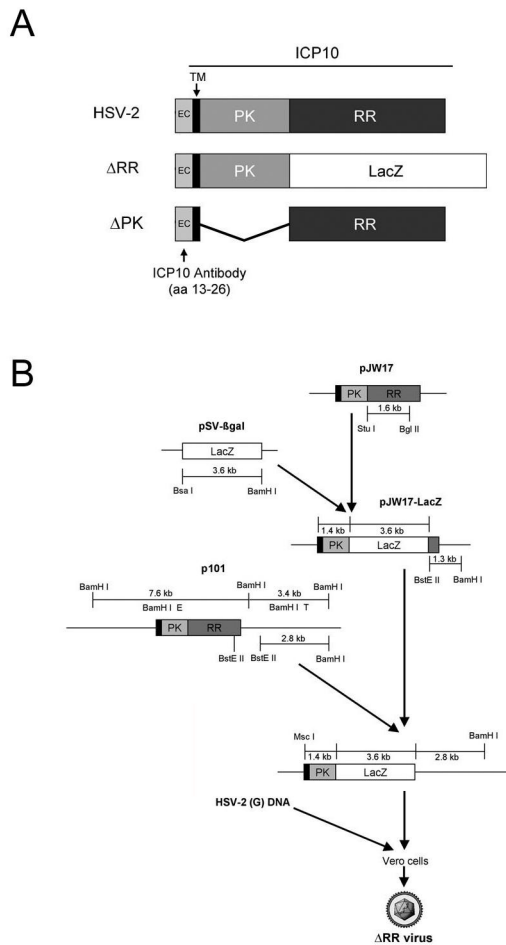 A
ICP10
TM
HSV-2
EC
PK
RR
ΔRR
EC
PK
LacZ
ΔPK
EC
RR
ICP10 Antibody
(aa 13-26)
B
pJW17
PK
RR
1.6 kb
Stu I
Bgl II
pSV-ßgal
LacZ
3.6 kb
Bsa I
BamH I
pJW17-LacZ
1.4 kb
3.6 kb
PK
LacZ
1.3 kb
BstE II
BamH I
p101
BamH I
BamH I
BamH I
7.6 kb
3.4 kb
BamH I E
BamH I T
PK
RR
2.8 kb
BstE II
BstE II
BamH I
Msc I
BamH I
1.4 kb
3.6 kb
2.8 kb
PK
LacZ
HSV-2 (G) DNA
Vero cells
ΔRR virus